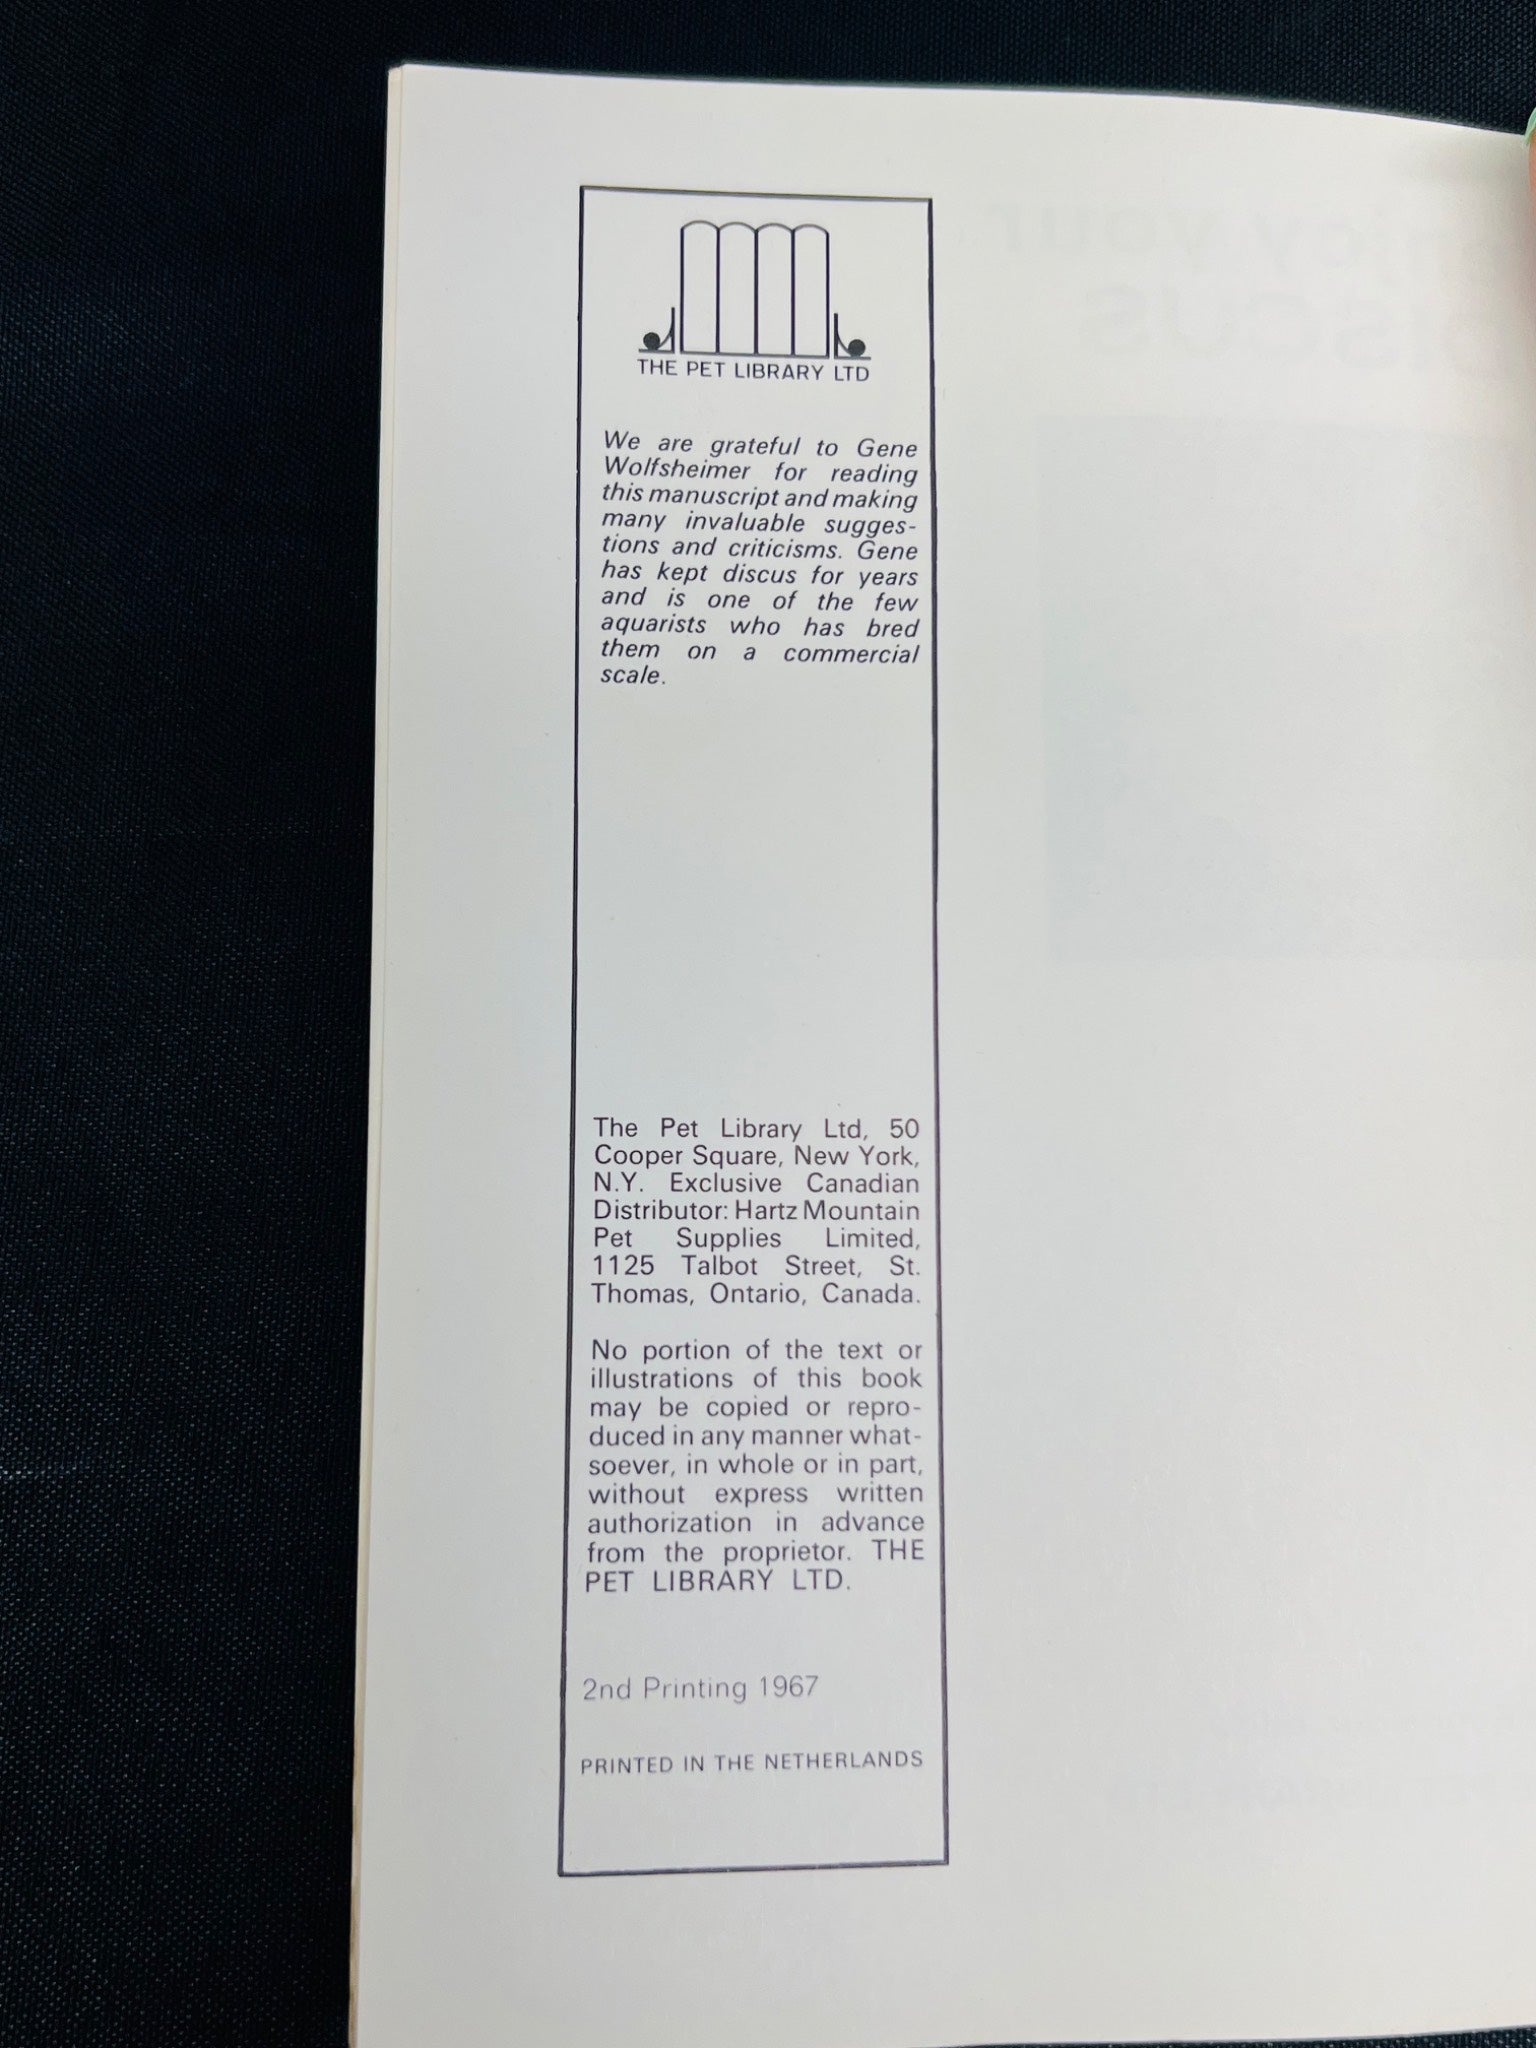 THE PET LIBRARY LTD
We are grateful to Gene
Wolfsheimer for reading
this manuscript and making
many invaluable sugges-
tions and criticisms. Gene
has kept discus for years
and is one of the few
aquarists who has bred
them on a commercial
scale.
The Pet Library Ltd, 50
Cooper Square, New York,
N.Y. Exclusive Canadian
Distributor: Hartz Mountain
Pet Supplies Limited,
1125 Talbot Street, St.
Thomas, Ontario, Canada.
No portion of the text or
illustrations of this book
may be copied or repro-
duced in any manner what-
soever, in whole or in part,
without express written
authorization in advance
from the proprietor. THE
PET LIBRARY LTD.
2nd Printing 1967
PRINTED IN THE NETHERLANDS